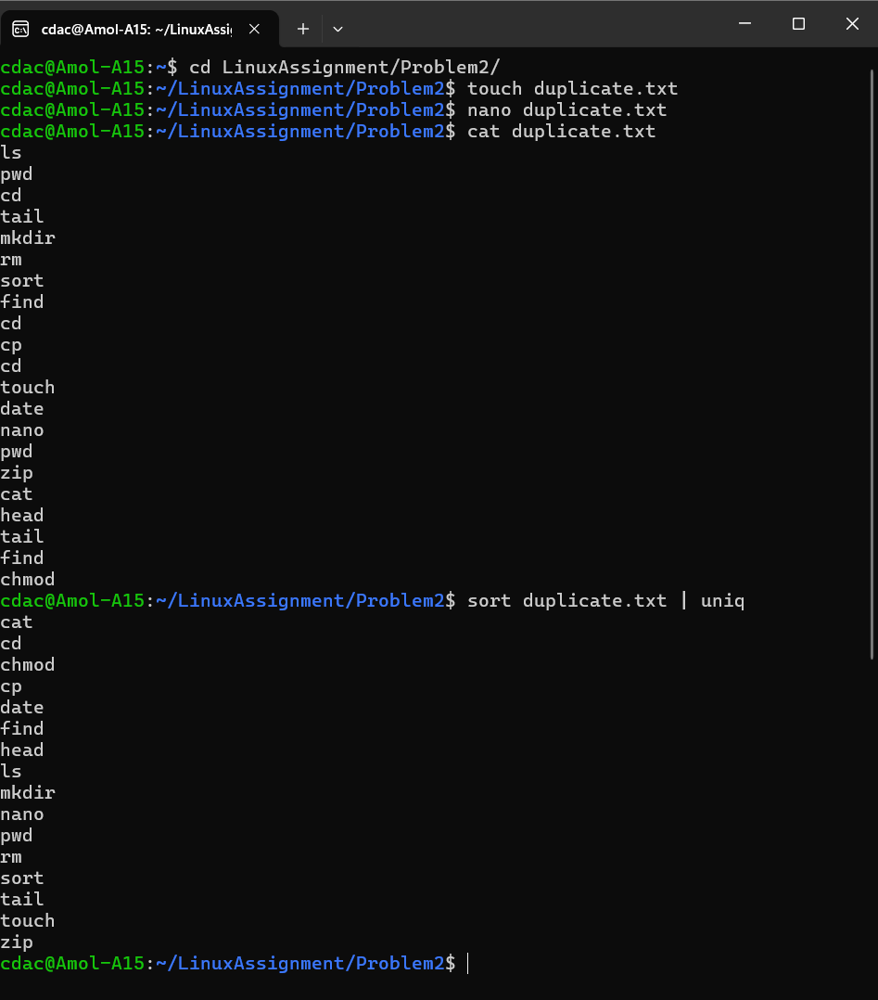 cdac@Amol-A15: ~/LinuxAssi
cdac@Amol-A15:~$ cd LinuxAssignment/Problem2/
cdac@Amol-A15:~/LinuxAssignment/Problem2$ touch duplicate.txt
cdac@Amol-A15:~/LinuxAssignment/Problem2$ nano duplicate.txt
cdac@Amol-A15:~/LinuxAssignment/Problem2$ cat duplicate.txt
ls
pwd
cd
tail
mkdir
rm
sort
find
cd
cp
cd
touch
date
nano
pwd
zip
cat
head
tail
find
chmod
cdac@Amol-A15:~/LinuxAssignment/Problem2$ sort duplicate.txt | uniq
cat
cd
chmod
cp
date
find
head
ls
mkdir
nano
pwd
rm
sort
tail
touch
zip
cdac@Amol-A15:~/LinuxAssignment/Problem2$